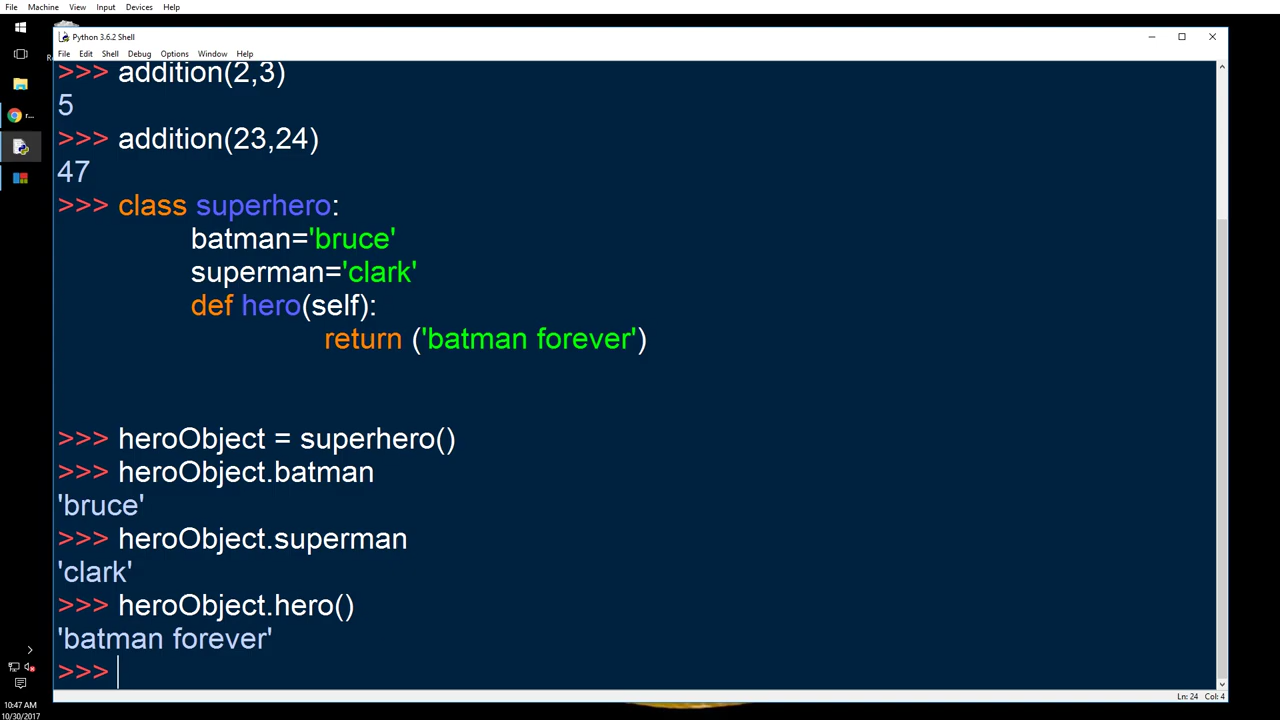 File Machine View Input Devices Help
Python 3.6.2 Shell
File Edit Shell Debug Options Window Help
>>> addition(2,3)
5
>>> addition(23,24)
47
>>> class superhero:
batman='bruce'
superman='clark'
def hero(self):
return ('batman forever')
>>> heroObject = superhero()
>>> heroObject.batman
'bruce'
>>> heroObject.superman
'clark'
>>> heroObject.hero()
'batman forever'
>>>
Ln: 24 Col: 4
r...
10:47 AM
10/30/2017